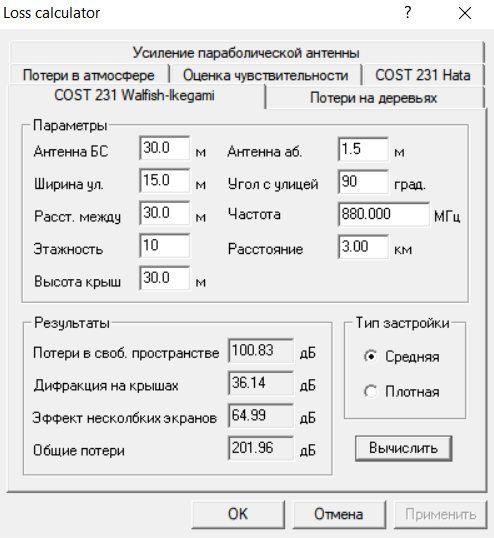 Loss calculator ?
Усиление параболической антенны
Потери в атмосфере Оценка чувствительности COST 231 Hata
COST 231 Walfish-Ikegami Потери на деревьях
Параметры
Антенна БС 30.0 м Антенна аб. 1.5 м
Ширина ул. 15.0 м Угол с улицей 90 град.
Расст. между 30.0 м Частота 880.000 МГц
Этажность 10 Расстояние 3.00 км
Высота крыш 30.0 м
Результаты Тип застройки
Потери в своб. пространстве 100.83 дБ Средняя
Дифракция на крышах 36.14 дБ
Плотная
Эффект несколбких экранов 64.99 дБ
Общие потери 201.96 дБ Вычислить
OK Отмена Применить